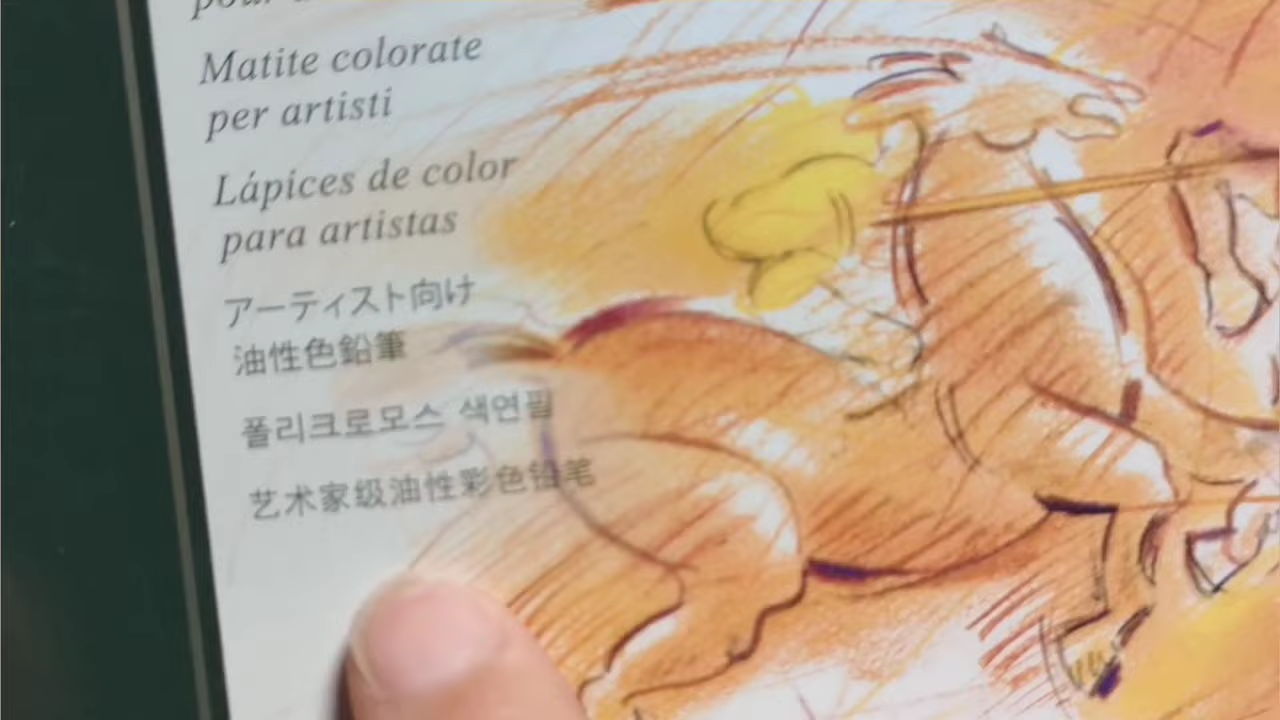 pour
Matite colorate
per artisti
Lápices de color
para artistas
アーティスト向け
油性色鉛筆
폴리크로모스 색연필
艺术家级油性彩色铅笔